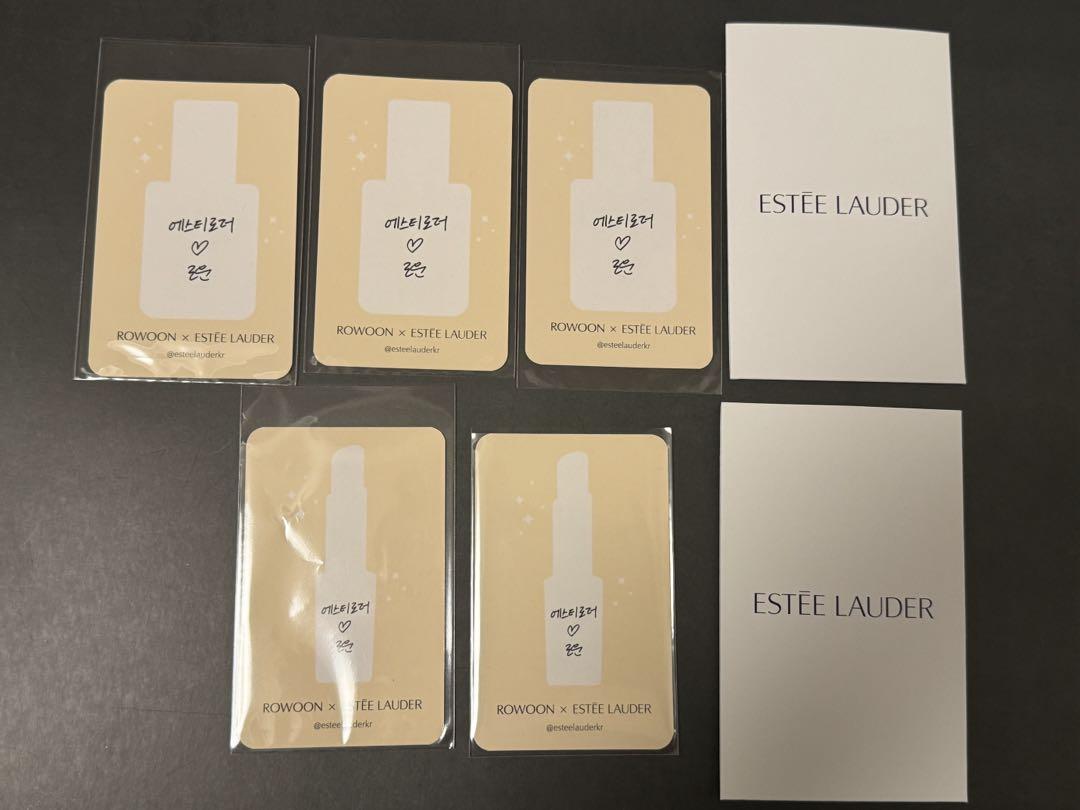 에스티로더
♡
로운
ROWOON × ESTĒE LAUDER
@esteelauderkr
에스티로더
♡
로운
ROWOON × ESTĒE LAUDER
@esteelauderkr
에스티로더
♡
로운
ROWOON × ESTĒE LAUDER
@esteelauderkr
ESTĒE LAUDER
에스티로더
♡
로운
ROWOON × ESTĒE LAUDER
@esteelauderkr
에스티로더
♡
로운
ROWOON × ESTĒE LAUDER
@esteelauderkr
ESTĒE LAUDER